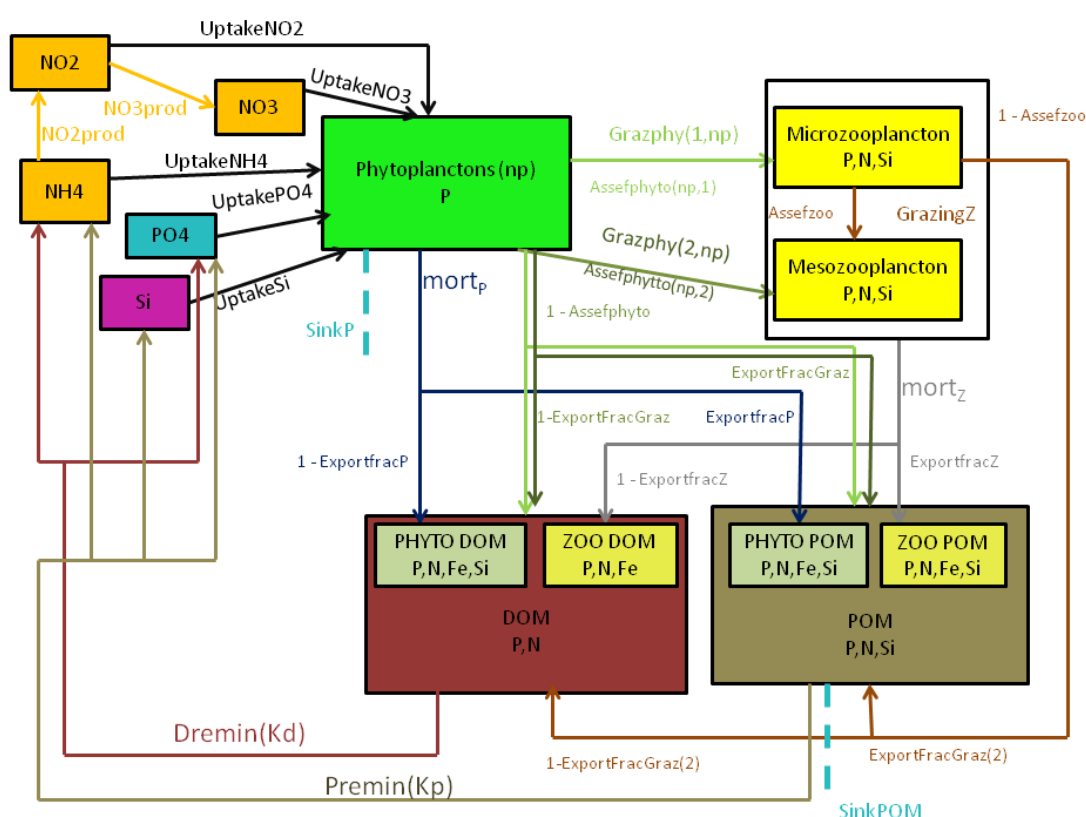 UptakeNO2
NO2
UptakeNO3
NO3prod
NO3
NO2prod
UptakeNH4
NH4
UptakePO4
PO4
Si
UptakeSi
Phytoplanctons (np)
P
Grazphy(1,np)
Assefphyto(np,1)
Microzooplancton
P,N,Si
1 - Assefzoo
Assefzoo
GrazingZ
Grazphy(2,np)
Assefphytto(np,2)
Mesozooplancton
P,N,Si
mortP
SinkP
1 - Assefphyto
ExportFracGraz
mortZ
1-ExportFracGraz
ExportfracP
1 - ExportfracP
ExportfracZ
1 - ExportfracZ
PHYTO DOM
P,N,Fe,Si
ZOO DOM
P,N,Fe
DOM
P,N
PHYTO POM
P,N,Fe,Si
ZOO POM
P,N,Fe,Si
POM
P,N,Si
Dremin(Kd)
1-ExportFracGraz(2)
ExportFracGraz(2)
Premin(Kp)
SinkPOM